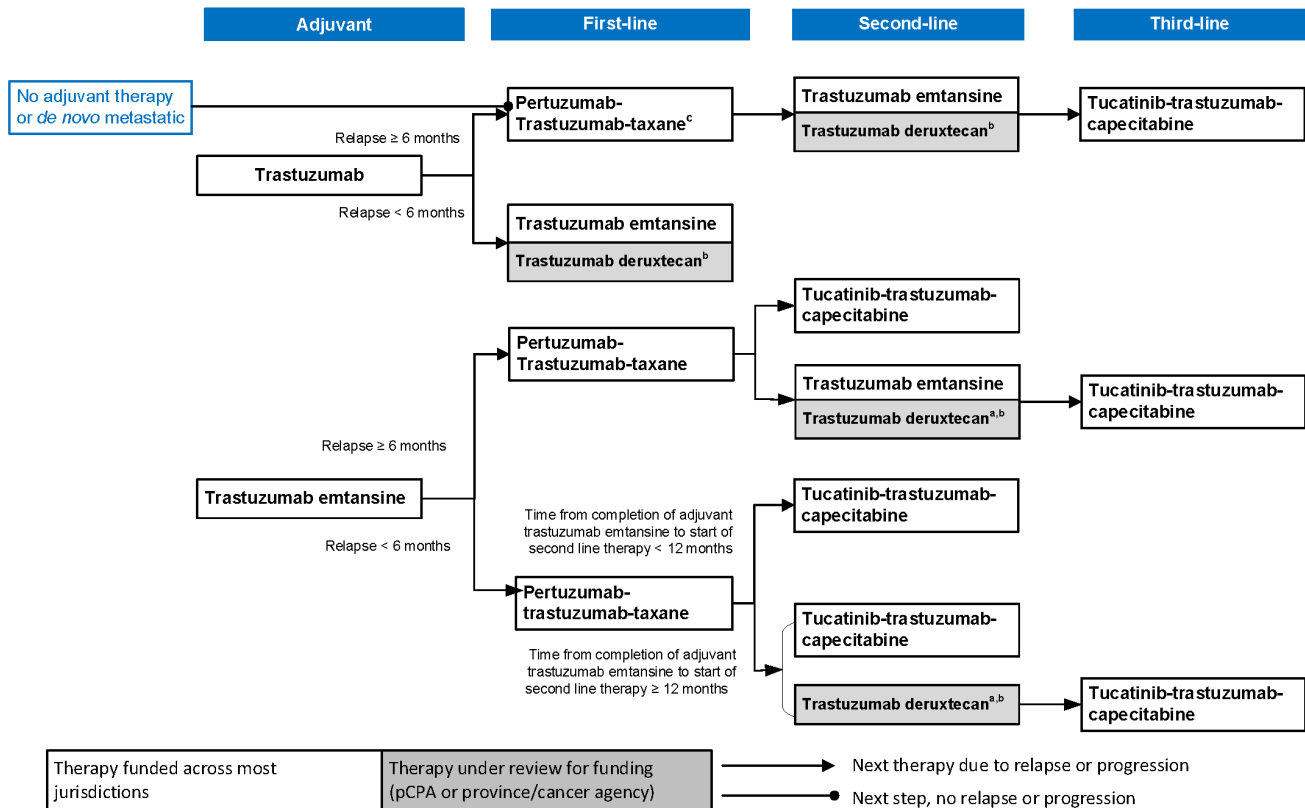 Adjuvant
First-line
Second-line
Third-line
No adjuvant therapy
or de novo metastatic
Relapse ≥ 6 months
Trastuzumab
Relapse < 6 months
Pertuzumab-
Trastuzumab-taxaneᶜ
Trastuzumab emtansine
Trastuzumab deruxtecanᵇ
Tucatinib-trastuzumab-
capecitabine
Trastuzumab emtansine
Trastuzumab deruxtecanᵇ
Relapse ≥ 6 months
Trastuzumab emtansine
Relapse < 6 months
Pertuzumab-
Trastuzumab-taxane
Tucatinib-trastuzumab-
capecitabine
Trastuzumab emtansine
Trastuzumab deruxtecanᵃ,ᵇ
Tucatinib-trastuzumab-
capecitabine
Time from completion of adjuvant
trastuzumab emtansine to start of
second line therapy < 12 months
Pertuzumab-
trastuzumab-taxane
Time from completion of adjuvant
trastuzumab emtansine to start of
second line therapy ≥ 12 months
Tucatinib-trastuzumab-
capecitabine
Tucatinib-trastuzumab-
capecitabine
Trastuzumab deruxtecanᵃ,ᵇ
Tucatinib-trastuzumab-
capecitabine
Therapy funded across most
jurisdictions
Therapy under review for funding
(pCPA or province/cancer agency)
Next therapy due to relapse or progression
Next step, no relapse or progression